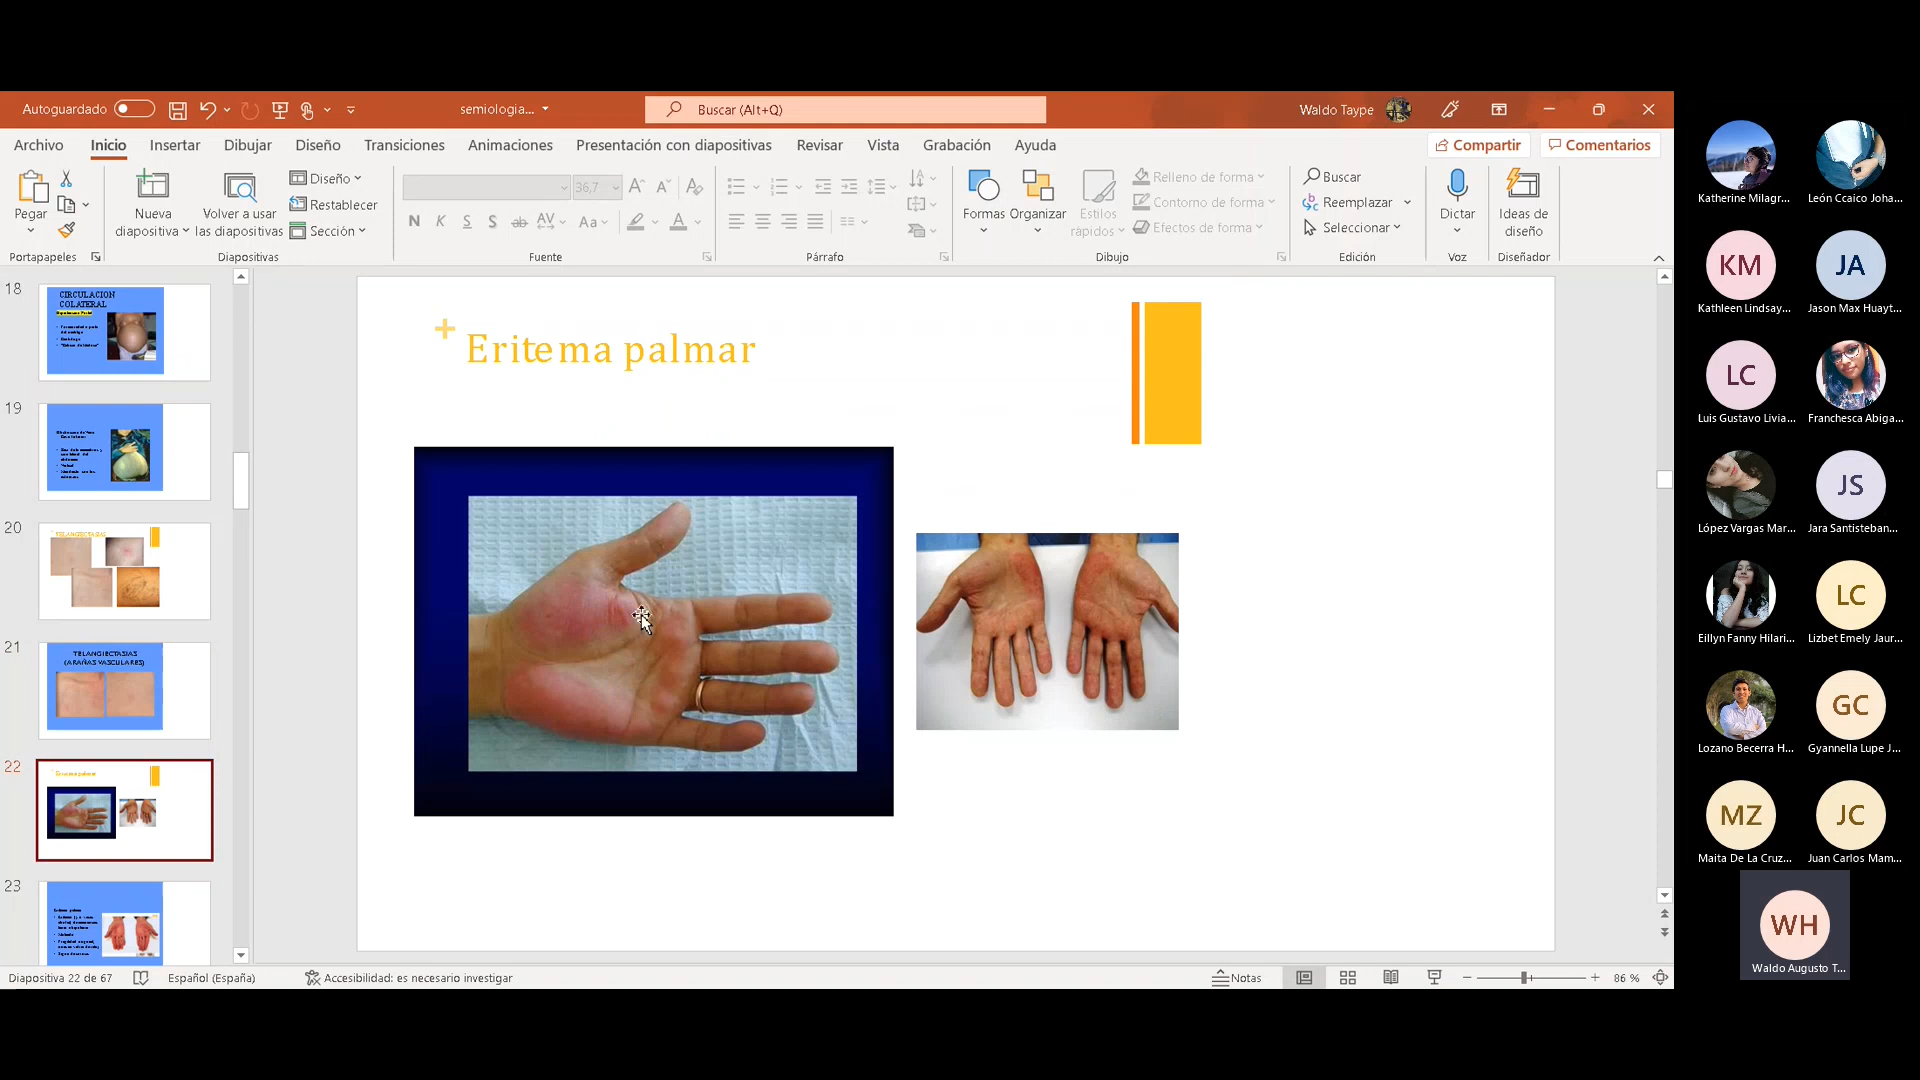 Autoguardado
semiologia...
Buscar (Alt+Q)
Waldo Taype
Archivo Inicio Insertar Dibujar Diseño Transiciones Animaciones Presentación con diapositivas Revisar Vista Grabación Ayuda
Compartir
Comentarios
Pegar
Nueva
diapositiva
Volver a usar
las diapositivas
Diseño
Restablecer
Sección
36,7
N K S S ab AV Aa A
Formas
Organizar
Estilos
rápidos
Relleno de forma
Contorno de forma
Efectos de forma
Buscar
Reemplazar
Seleccionar
Dictar
Ideas de
diseño
Portapapeles
Diapositivas
Fuente
Párrafo
Dibujo
Edición
Voz
Diseñador
18
CIRCULACION
COLATERAL
19
20
TELANGIECTASIAS
21
TELANGIECTASIAS
(ARAÑAS VASCULARES)
22
Eritema palmar
23
Eritema palmar
+ Eritema palmar
Diapositiva 22 de 67
Español (España)
Accesibilidad: es necesario investigar
Notas
86 %
Katherine Milagr...
León Ccaico Joha...
KM
Kathleen Lindsay...
JA
Jason Max Huayt...
LC
Luis Gustavo Livia...
Franchesca Abiga...
López Vargas Mar...
JS
Jara Santisteban...
Eillyn Fanny Hilari...
LC
Lizbet Emely Jaur...
Lozano Becerra H...
GC
Gyannella Lupe J...
MZ
Maita De La Cruz...
JC
Juan Carlos Mam...
WH
Waldo Augusto T...